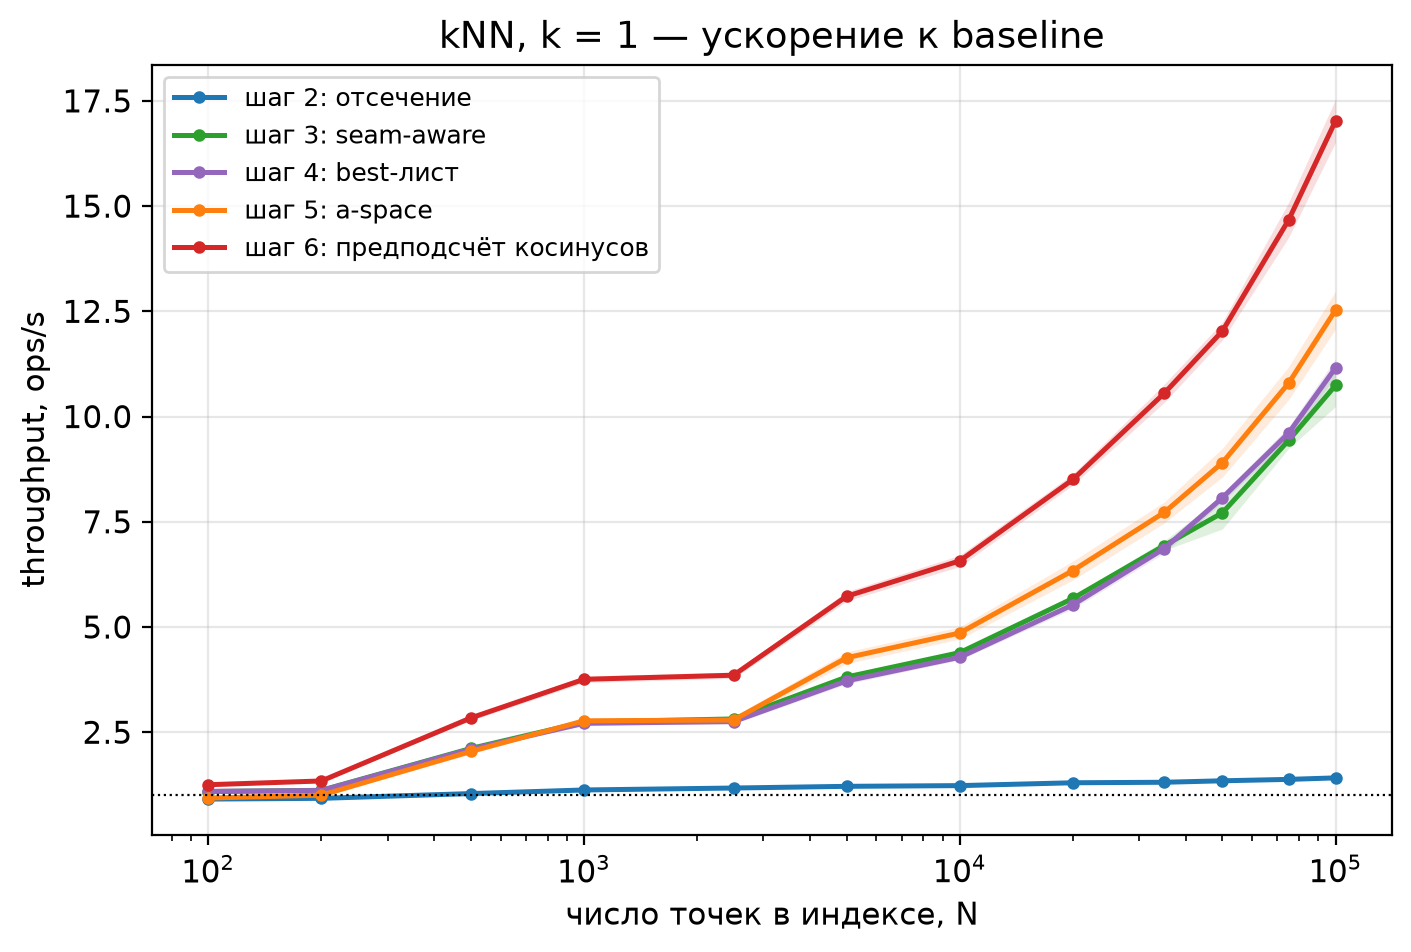 kNN, k = 1 — ускорение к baseline
throughput, ops/s
17.5
15.0
12.5
10.0
7.5
5.0
2.5
шаг 2: отсечение
шаг 3: seam-aware
шаг 4: best-лист
шаг 5: a-space
шаг 6: предподсчёт косинусов
10²
10³
10⁴
10⁵
число точек в индексе, N